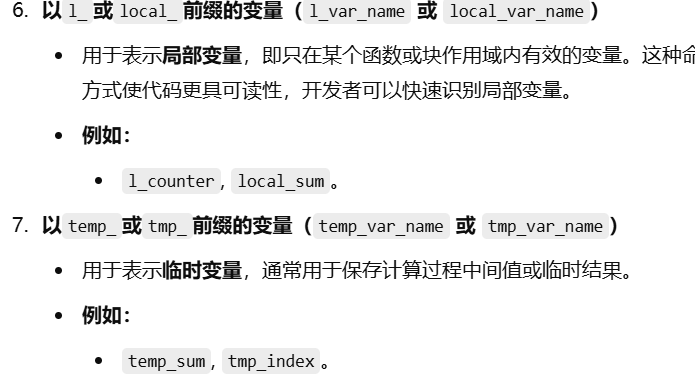 6. 以 l_ 或 local_ 前缀的变量（ l_var_name 或 local_var_name ）
• 用于表示局部变量，即只在某个函数或块作用域内有效的变量。这种命
方式使代码更具可读性，开发者可以快速识别局部变量。
• 例如：
• l_counter , local_sum 。
7. 以 temp_ 或 tmp_ 前缀的变量（ temp_var_name 或 tmp_var_name ）
• 用于表示临时变量，通常用于保存计算过程中间值或临时结果。
• 例如：
• temp_sum , tmp_index 。